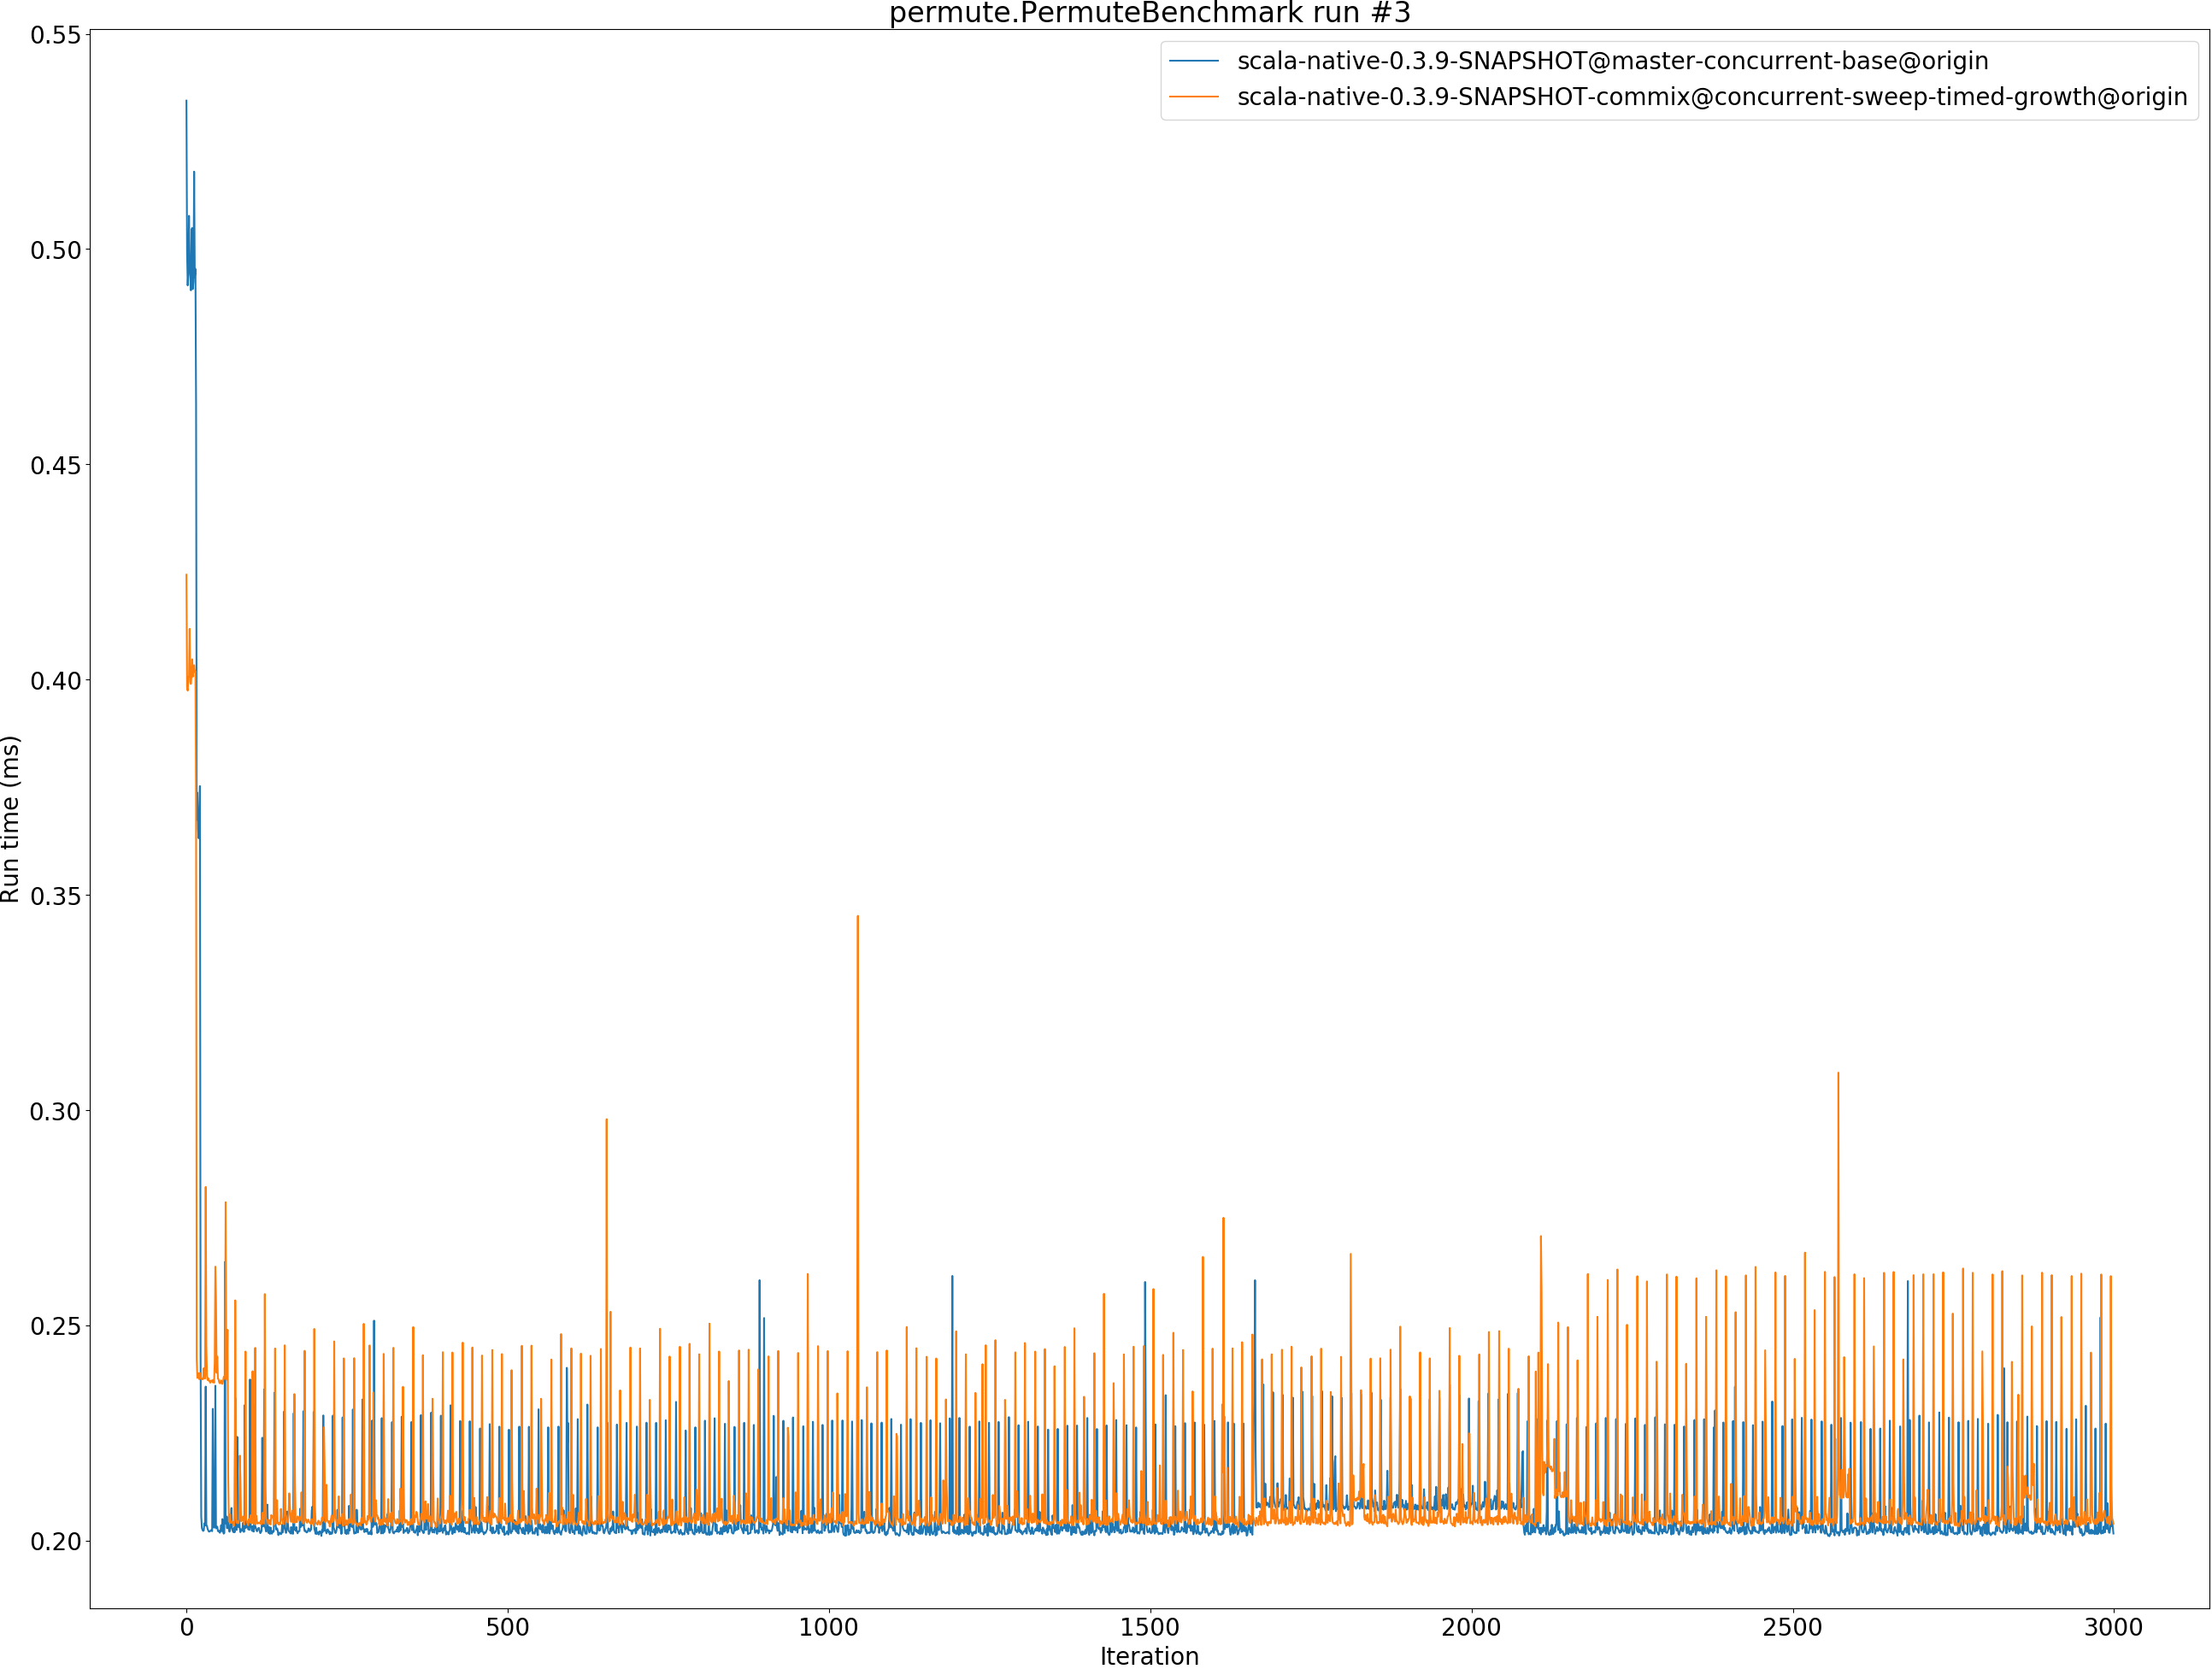 permute.PermuteBenchmark run #3
scala-native-0.3.9-SNAPSHOT@master-concurrent-base@origin
scala-native-0.3.9-SNAPSHOT-commix@concurrent-sweep-timed-growth@origin
Run time (ms)
0.55
0.50
0.45
0.40
0.35
0.30
0.25
0.20
0 500 1000 1500 2000 2500 3000
Iteration